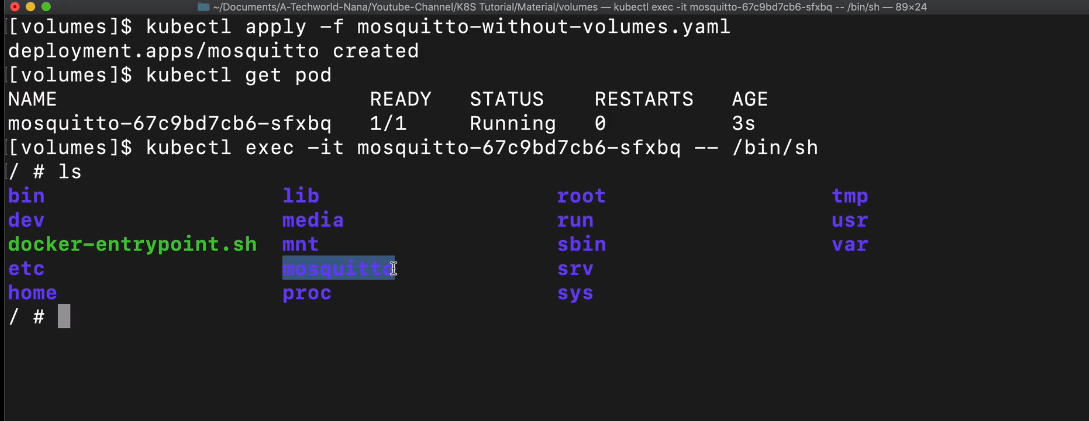 ~/Documents/A-Techworld-Nana/Youtube-Channel/K8S Tutorial/Material/volumes — kubectl exec -it mosquitto-67c9bd7cb6-sfxbq -- /bin/sh — 89×24
[volumes]$ kubectl apply -f mosquitto-without-volumes.yaml
deployment.apps/mosquitto created
[volumes]$ kubectl get pod
NAME READY STATUS RESTARTS AGE
mosquitto-67c9bd7cb6-sfxbq 1/1 Running 0 3s
[volumes]$ kubectl exec -it mosquitto-67c9bd7cb6-sfxbq -- /bin/sh
/ # ls
bin lib root tmp
dev media run usr
docker-entrypoint.sh mnt sbin var
etc mosquitto srv
home proc sys
/ #